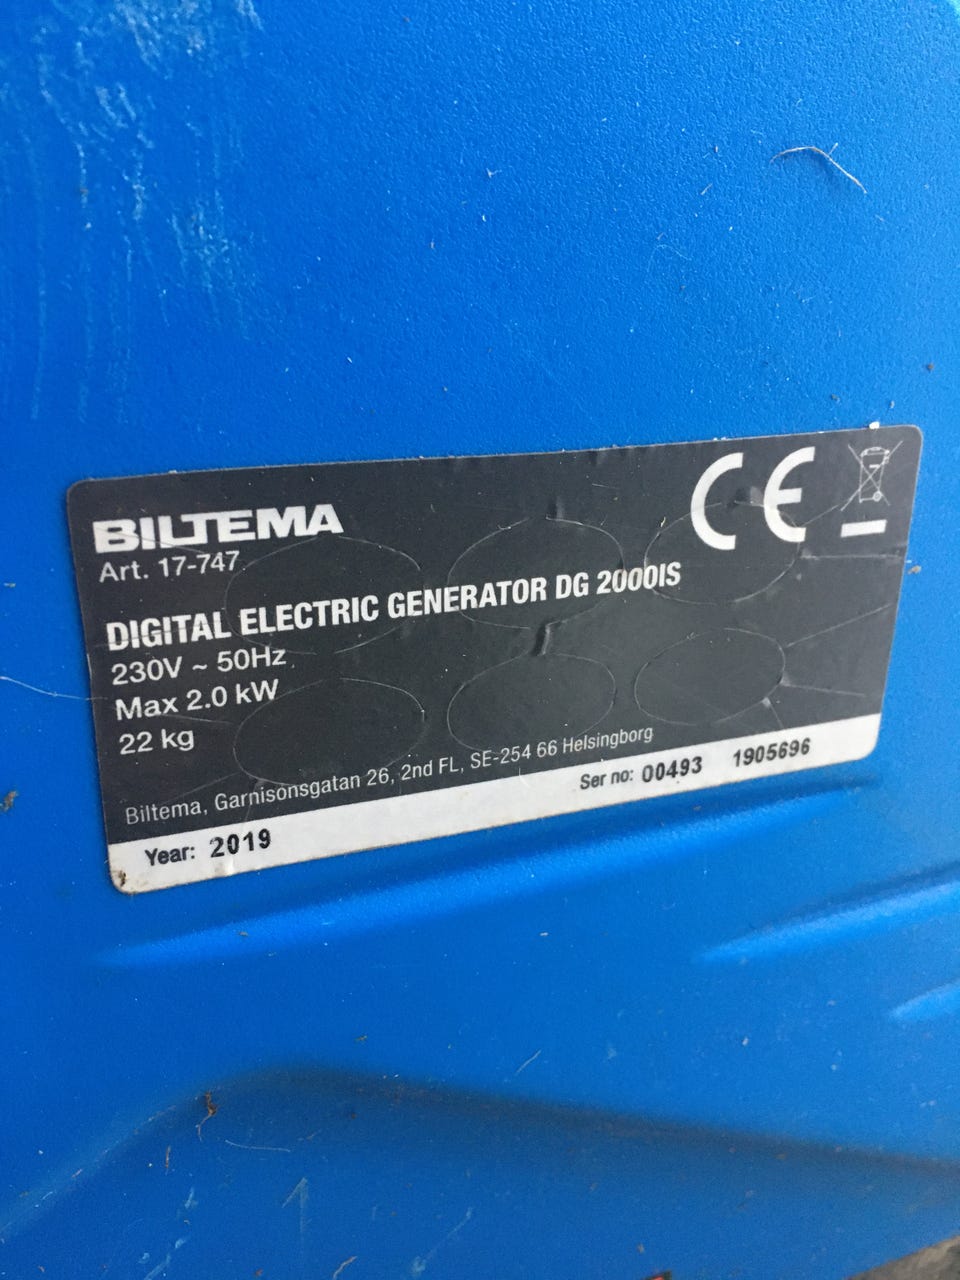 BILTEMA
Art. 17-747
CE
DIGITAL ELECTRIC GENERATOR DG 2000IS
230V ~ 50Hz
Max 2.0 kW
22 kg
Biltema, Garnisonsgatan 26, 2nd FL, SE-254 66 Helsingborg
Year: 2019 Ser no: 00493 1905696